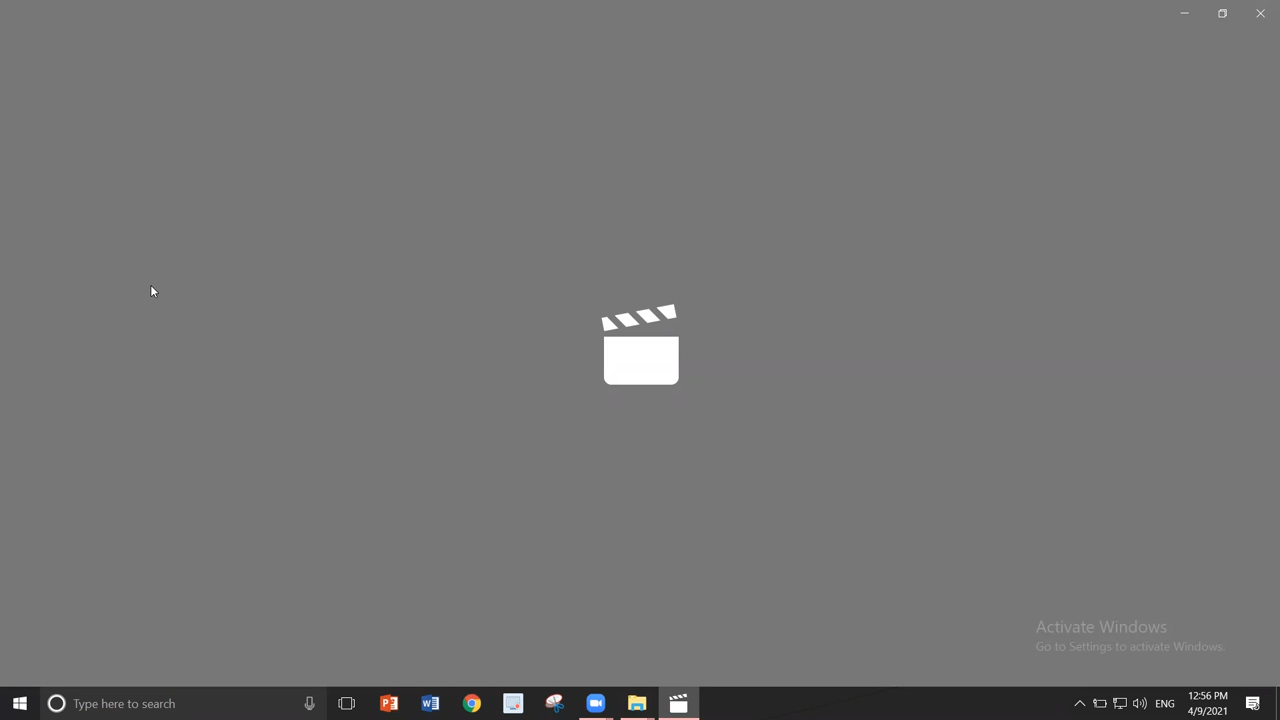 Activate Windows
Go to Settings to activate Windows.
Type here to search
ENG
12:56 PM
4/9/2021